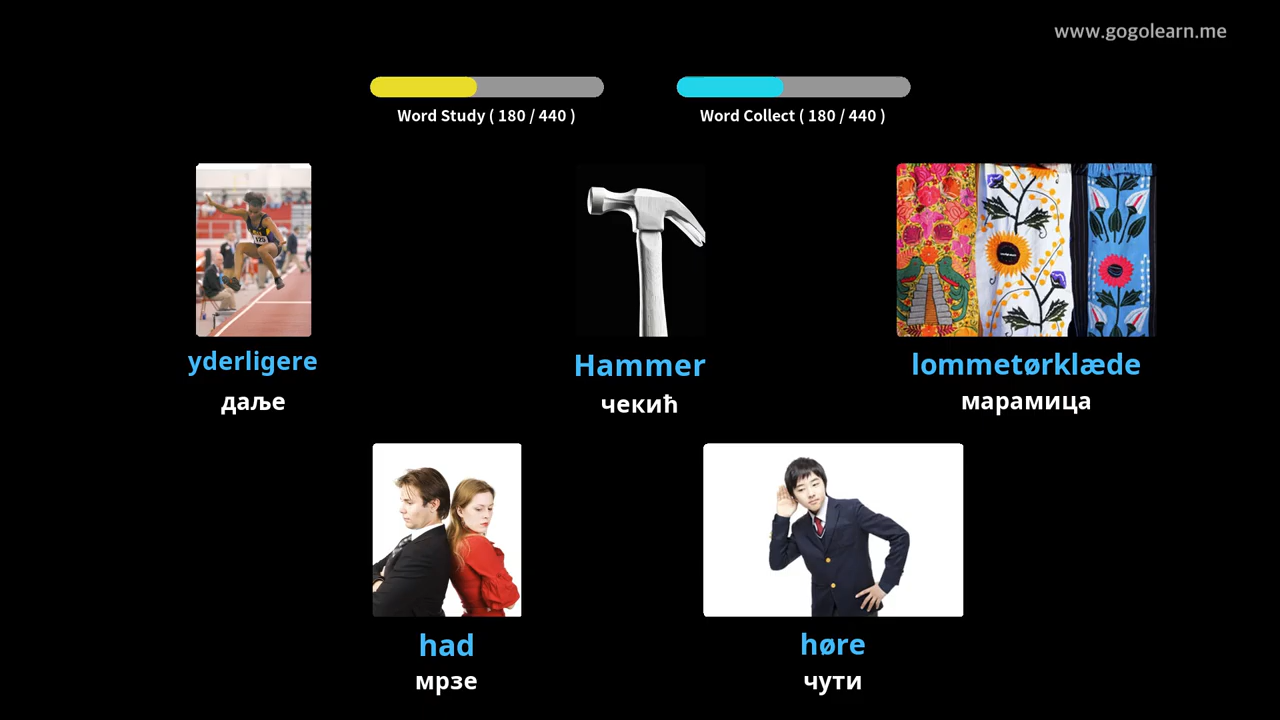 www.gogolearn.me
Word Study ( 180 / 440 )
Word Collect ( 180 / 440 )
yderligere
даље
Hammer
чекић
lommetørklæde
марамица
had
мрзе
høre
чути